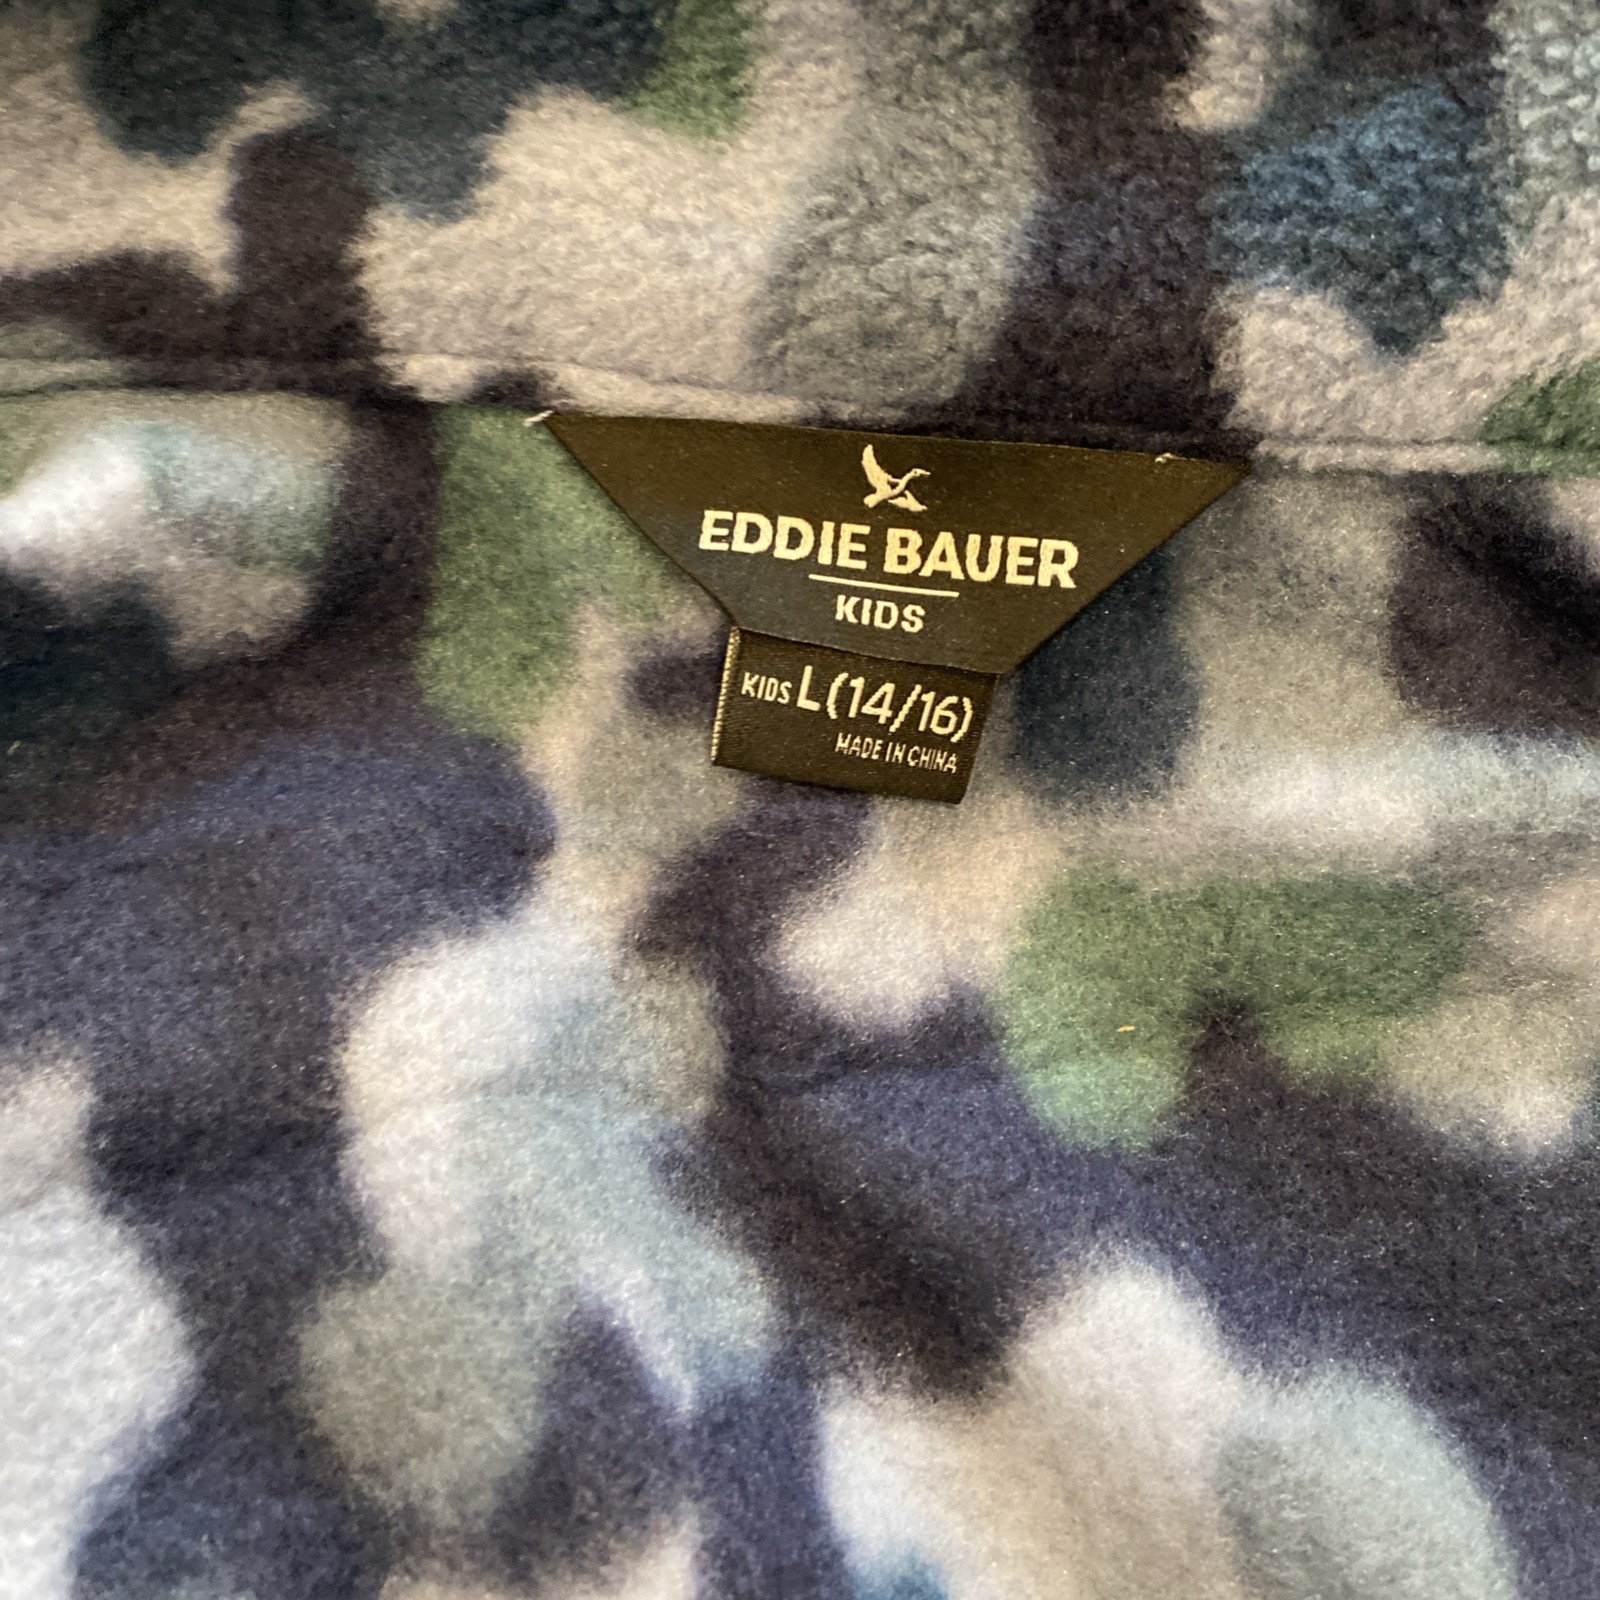 EDDIE BAUER
KIDS
KIDS L (14/16)
MADE IN CHINA